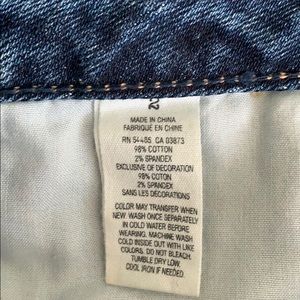 MADE IN CHINA
FABRIQUÉ EN CHINE
RN 54485 CA 03873
98% COTTON
2% SPANDEX
EXCLUSIVE OF DECORATION
98% COTON
2% SPANDEX
SANS LES DÉCORATIONS
COLOR MAY TRANSFER WHEN
NEW. WASH ONCE SEPARATELY
IN COLD WATER BEFORE
WEARING. MACHINE WASH
COLD INSIDE OUT WITH LIKE
COLORS. DO NOT BLEACH.
TUMBLE DRY LOW.
COOL IRON IF NEEDED.